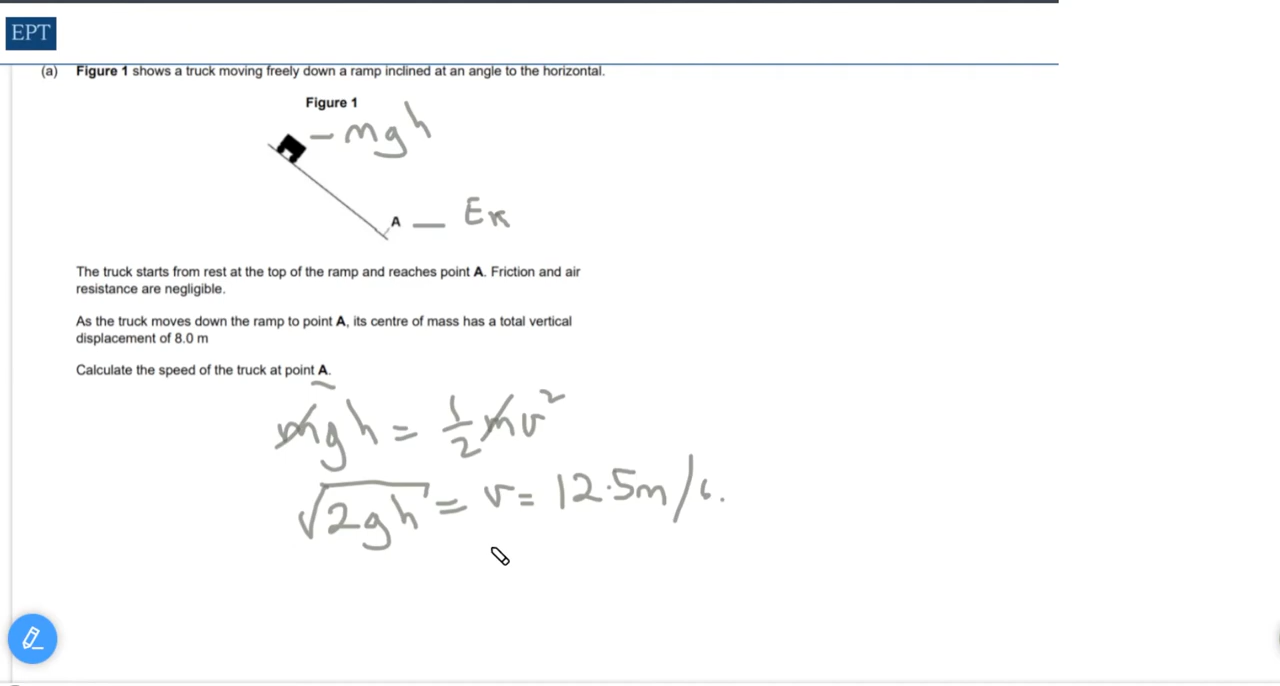 EPT
(a) Figure 1 shows a truck moving freely down a ramp inclined at an angle to the horizontal.
Figure 1
— mgh
A — Eк
The truck starts from rest at the top of the ramp and reaches point A. Friction and air
resistance are negligible.
As the truck moves down the ramp to point A, its centre of mass has a total vertical
displacement of 8.0 m
Calculate the speed of the truck at point A.
mgh = 1/2 mv²
√2gh = v = 12.5m/s.